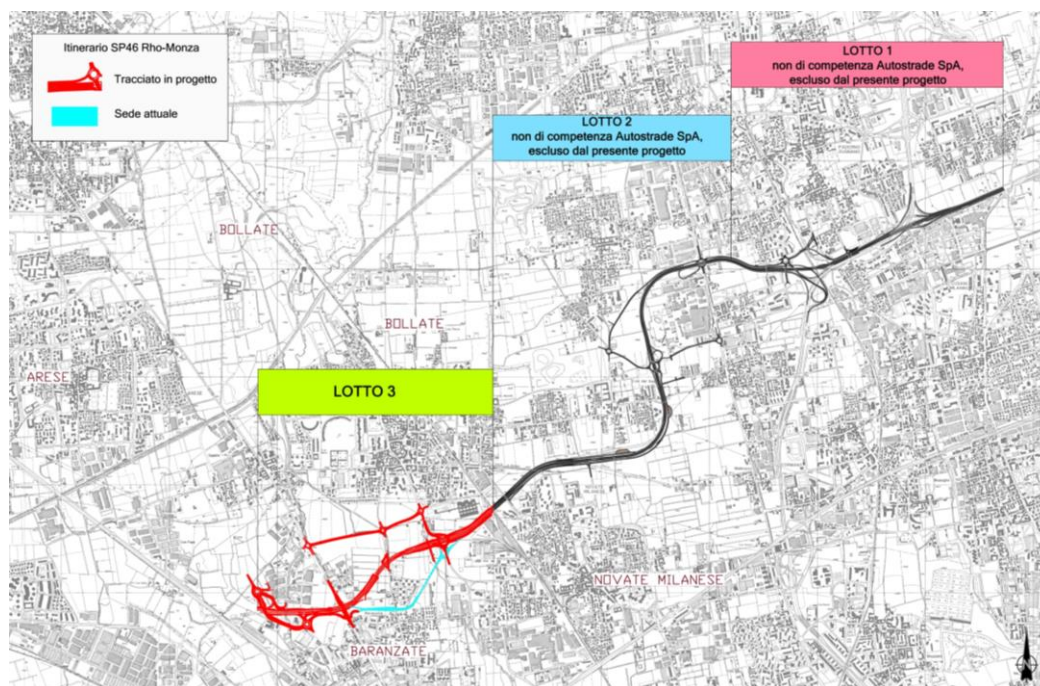 Itinerario SP46 Rho-Monza
Tracciato in progetto
Sede attuale
LOTTO 1
non di competenza Autostrade SpA,
escluso dal presente progetto
LOTTO 2
non di competenza Autostrade SpA,
escluso dal presente progetto
BOLLATE
BOLLATE
ARESE
LOTTO 3
NOVATE MILANESE
BARANZATE
N